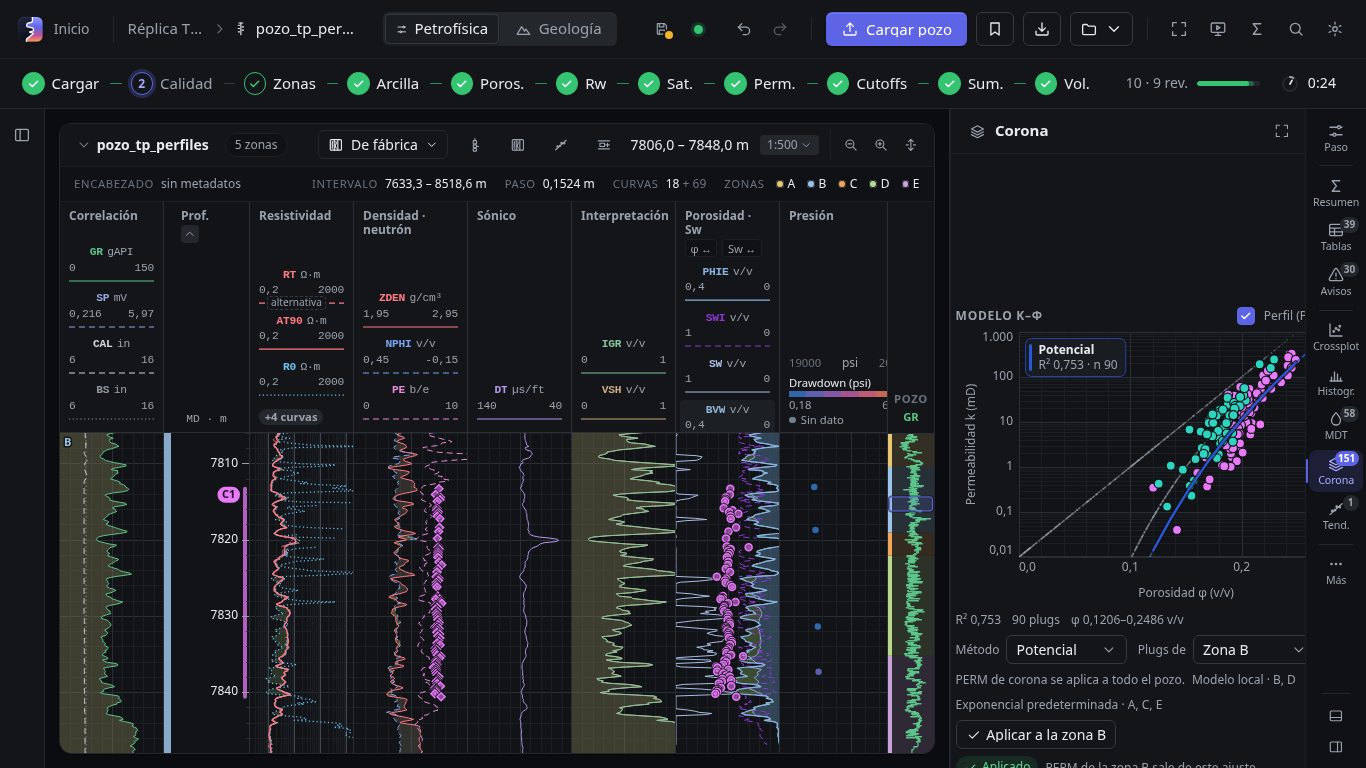 Inicio
Réplica T...
pozo_tp_per...
Petrofísica
Geología
Cargar pozo
Cargar
2
Calidad
Zonas
Arcilla
Poros.
Rw
Sat.
Perm.
Cutoffs
Sum.
Vol.
10 · 9 rev.
0:24
pozo_tp_perfiles
5 zonas
De fábrica
7806,0 – 7848,0 m
1:500
ENCABEZADO sin metadatos
INTERVALO 7633,3 – 8518,6 m
PASO 0,1524 m
CURVAS 18 + 69
ZONAS A B C D E
Correlación
GR gAPI
0 150
SP mV
0,216 5,97
CAL in
6 16
BS in
6 16
Prof.
MD · m
Resistividad
RT Ω·m
0,2 2000
alternativa
AT90 Ω·m
0,2 2000
R0 Ω·m
0,2 2000
+4 curvas
Densidad ·
neutrón
ZDEN g/cm³
1,95 2,95
NPHI v/v
0,45 -0,15
PE b/e
0 10
Sónico
DT µs/ft
140 40
Interpretación
IGR v/v
0 1
VSH v/v
0 1
Porosidad ·
Sw
φ ↔ Sw ↔
PHIE v/v
0,4 0
SWI v/v
1 0
SW v/v
1 0
BVW v/v
0,4 0
Presión
19000 psi
Drawdown (psi)
0,18
Sin dato
POZO
GR
B
7810
C1
7820
7830
7840
Corona
MODELO K–Φ
Perfil (P
Potencial
R² 0,753 · n 90
Permeabilidad k (mD)
1.000
100
10
1
0,1
0,01
0,0 0,1 0,2
Porosidad φ (v/v)
R² 0,753 90 plugs φ 0,1206–0,2486 v/v
Método Potencial
Plugs de Zona B
PERM de corona se aplica a todo el pozo. Modelo local · B, D
Exponencial predeterminada · A, C, E
Aplicar a la zona B
Aplicado PERM de la zona B sale de este ajuste
Paso
Resumen
39
Tablas
30
Avisos
Crossplot
Histogr.
58
MDT
151
Corona
1
Tend.
Más